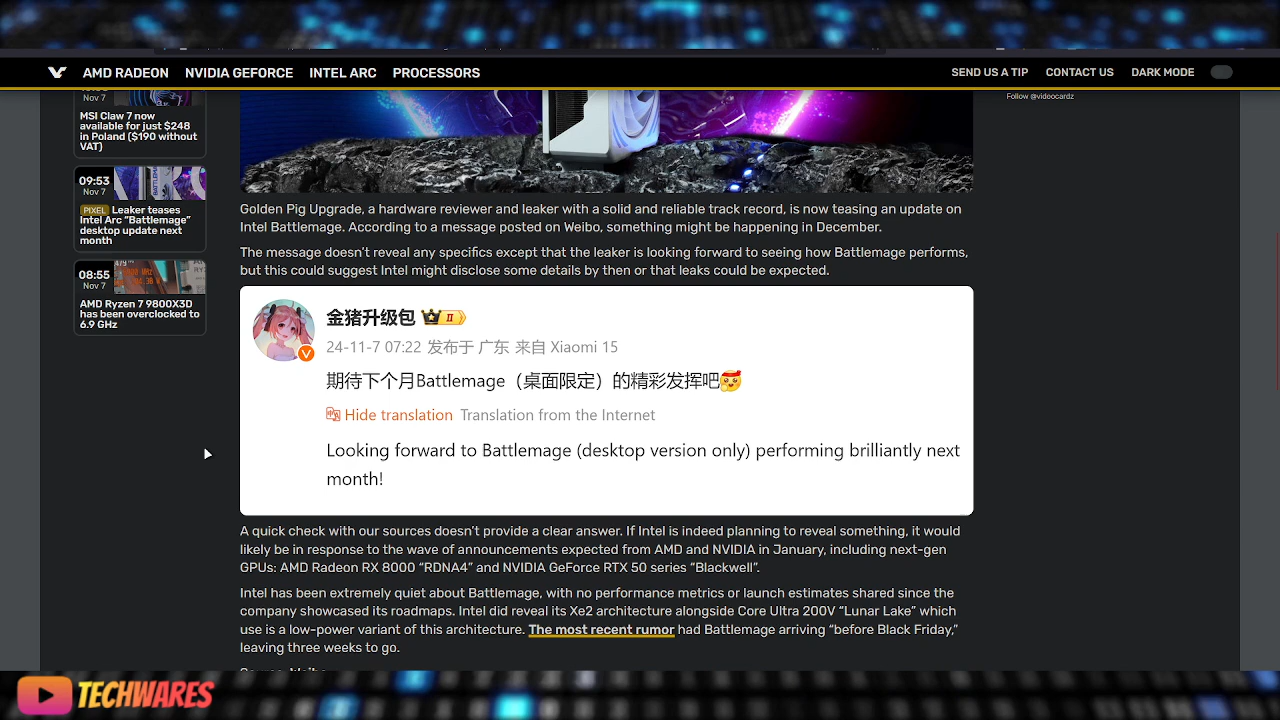 AMD RADEON NVIDIA GEFORCE INTEL ARC PROCESSORS
SEND US A TIP CONTACT US DARK MODE
Follow @videocardz
Nov 7
MSI Claw 7 now
available for just $248
in Poland ($190 without
VAT)
09:53
Nov 7
PIXEL Leaker teases
Intel Arc “Battlemage”
desktop update next
month
08:55
Nov 7
AMD Ryzen 7 9800X3D
has been overclocked to
6.9 GHz
Golden Pig Upgrade, a hardware reviewer and leaker with a solid and reliable track record, is now teasing an update on
Intel Battlemage. According to a message posted on Weibo, something might be happening in December.
The message doesn’t reveal any specifics except that the leaker is looking forward to seeing how Battlemage performs,
but this could suggest Intel might disclose some details by then or that leaks could be expected.
金猪升级包 II
24-11-7 07:22 发布于 广东 来自 Xiaomi 15
期待下个月Battlemage（桌面限定）的精彩发挥吧
Hide translation Translation from the Internet
Looking forward to Battlemage (desktop version only) performing brilliantly next
month!
A quick check with our sources doesn’t provide a clear answer. If Intel is indeed planning to reveal something, it would
likely be in response to the wave of announcements expected from AMD and NVIDIA in January, including next-gen
GPUs: AMD Radeon RX 8000 “RDNA4” and NVIDIA GeForce RTX 50 series “Blackwell”.
Intel has been extremely quiet about Battlemage, with no performance metrics or launch estimates shared since the
company showcased its roadmaps. Intel did reveal its Xe2 architecture alongside Core Ultra 200V “Lunar Lake” which
use is a low-power variant of this architecture. The most recent rumor had Battlemage arriving “before Black Friday,”
leaving three weeks to go.
TECHWARES